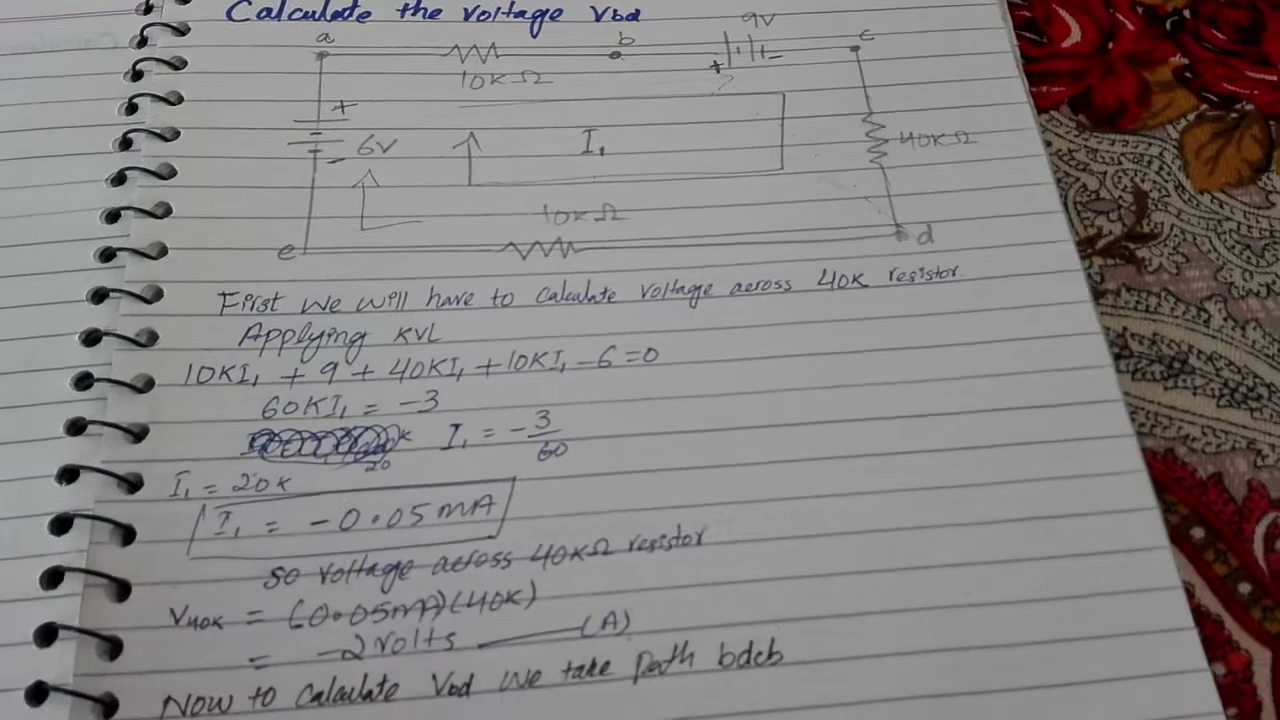 Calculate the voltage Vbd
9V
a
b
c
10KΩ
+
-
+
6V
-
I₁
40KΩ
10KΩ
e
d
First we will have to calculate voltage across 40K resistor
Applying KVL
10KI₁ + 9 + 40KI₁ + 10KI₁ - 6 = 0
60KI₁ = -3
I₁ = -3/60
20
I₁ = 20K
I₁ = -0.05mA
so voltage across 40KΩ resistor
V40K = (0.05mA)(40K)
= -2 volts ——— (A)
Now to calculate Vbd we take path bdcb